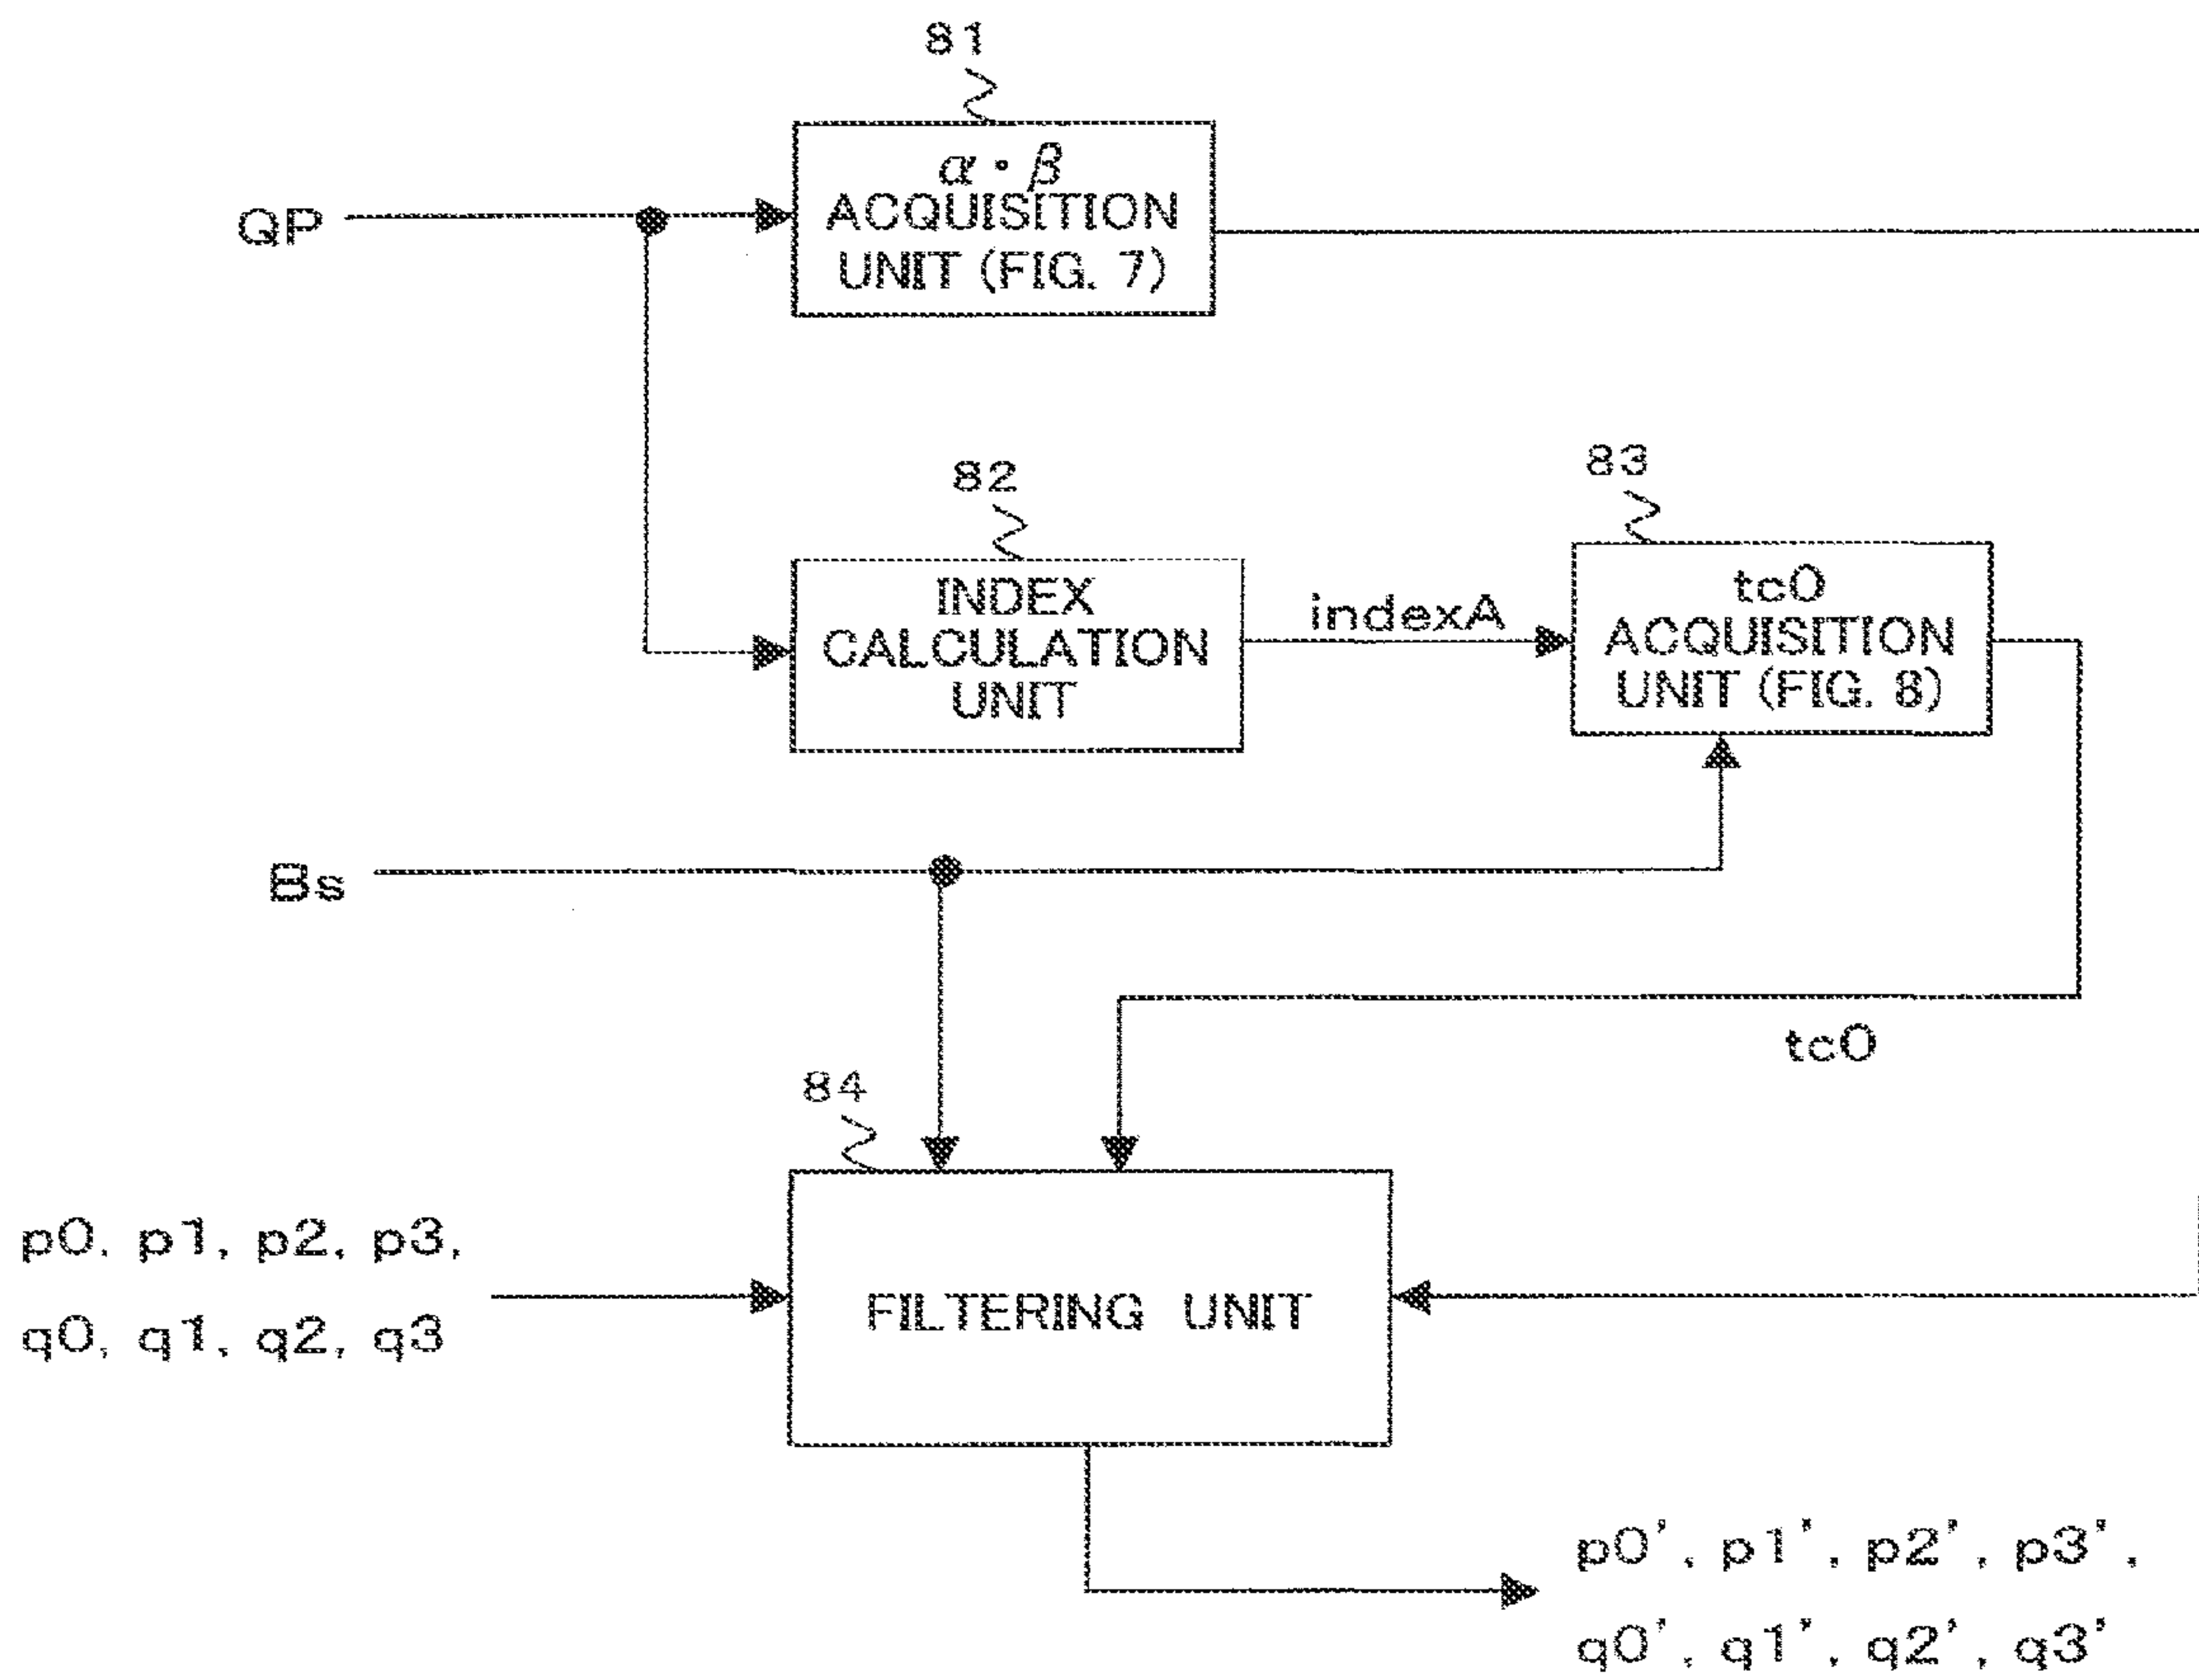 81
α・β
ACQUISITION
UNIT (FIG. 7)
QP
82
INDEX
CALCULATION
UNIT
indexA
83
tc0
ACQUISITION
UNIT (FIG. 8)
Bs
tc0
84
p0, p1, p2, p3,
q0, q1, q2, q3
FILTERING UNIT
p0', p1', p2', p3',
q0', q1', q2', q3'